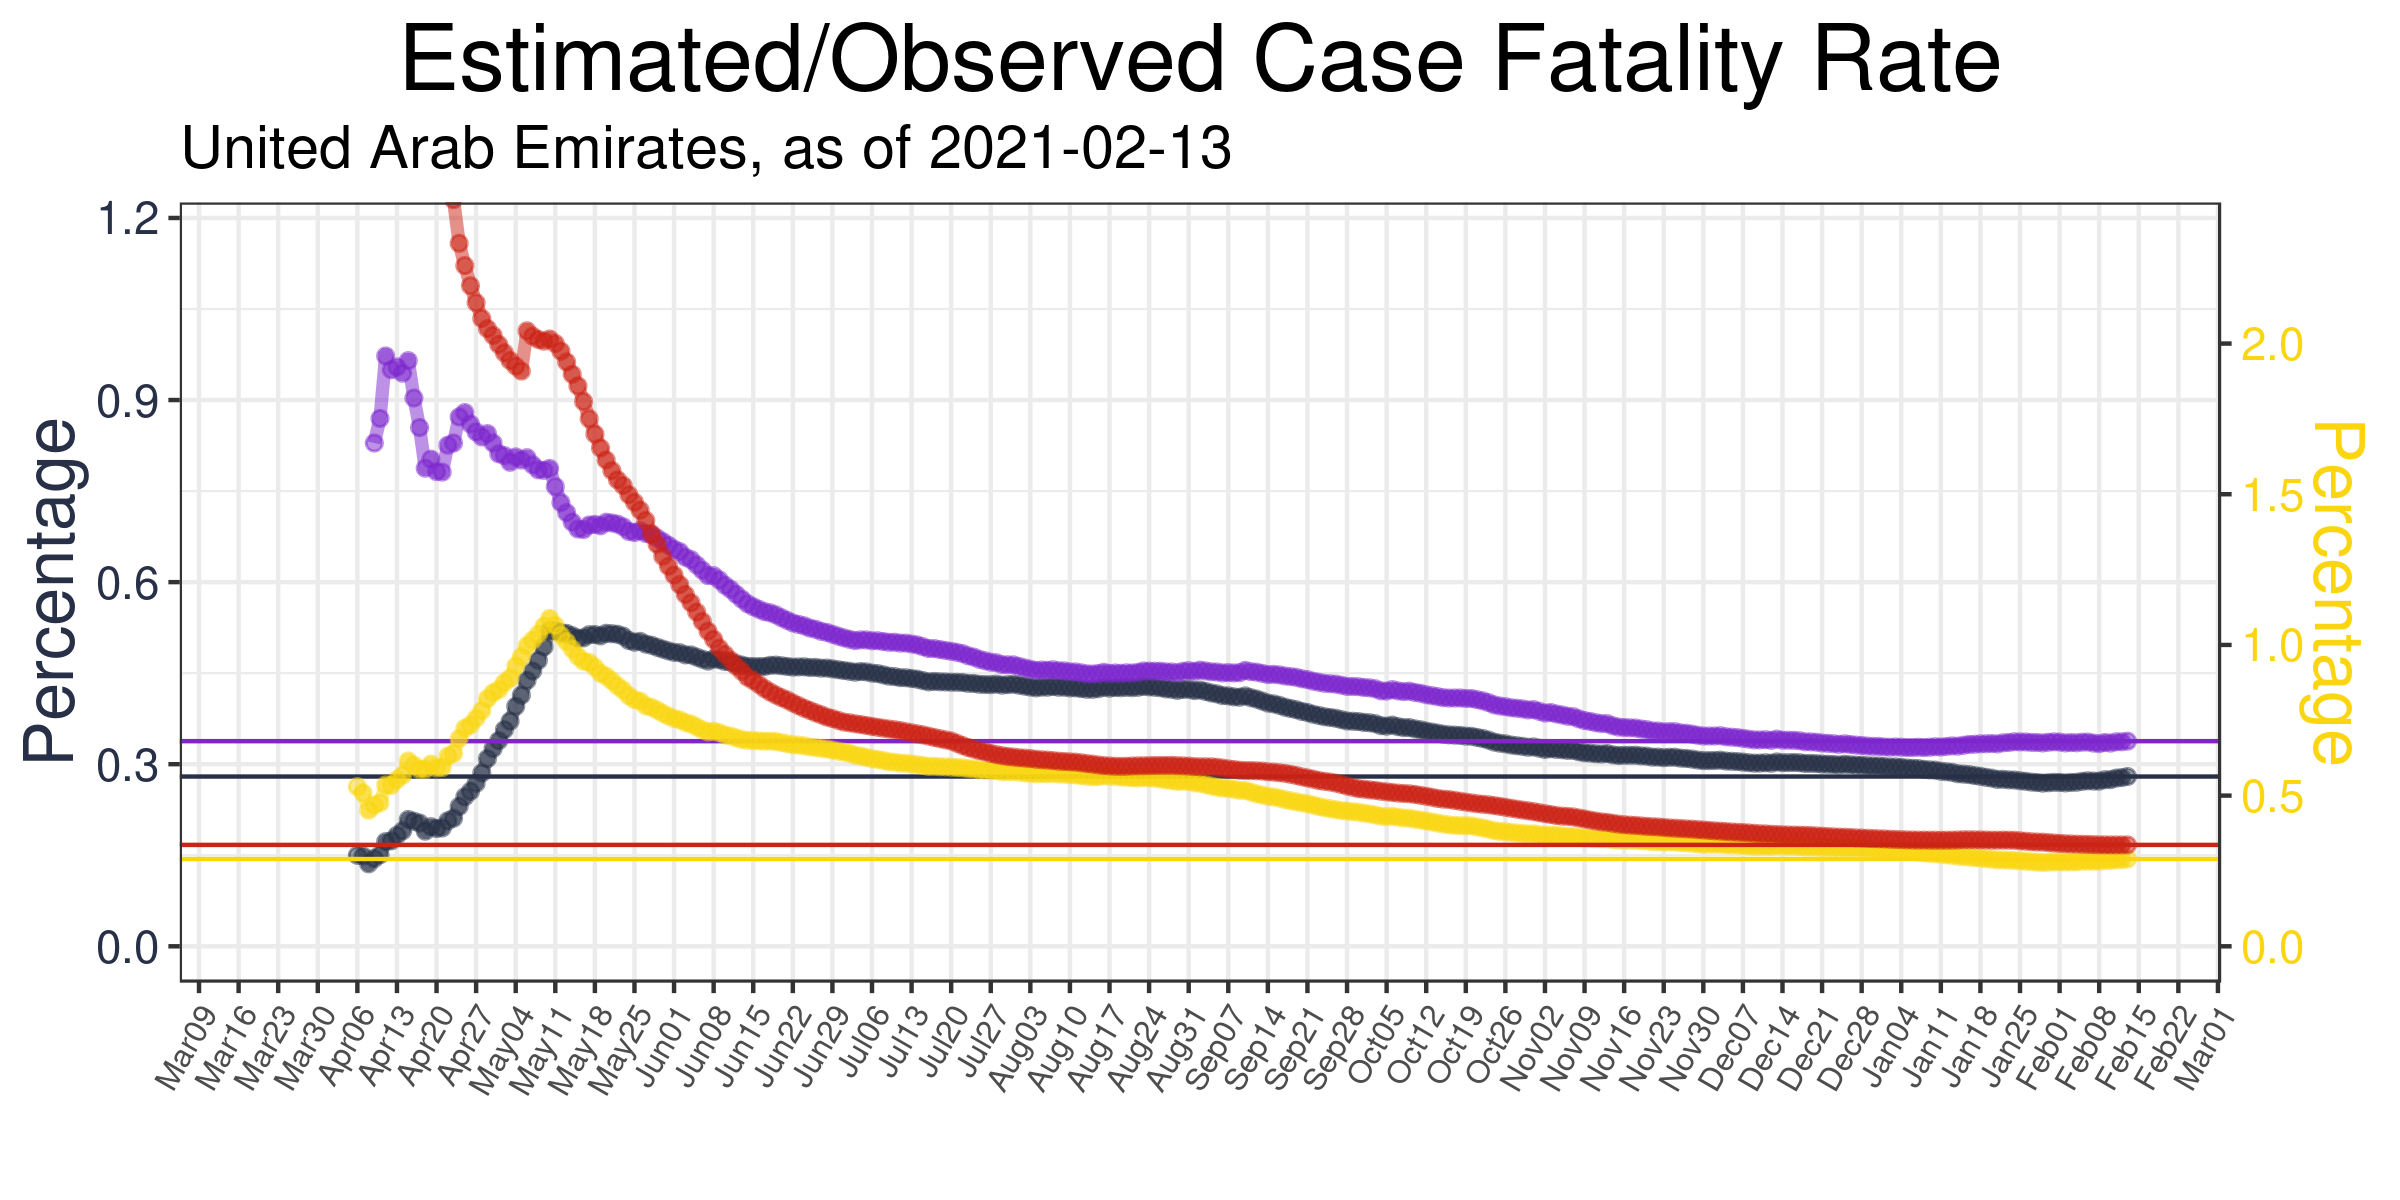 Estimated/Observed Case Fatality Rate
United Arab Emirates, as of 2021-02-13
Percentage
1.2
0.9
0.6
0.3
0.0
2.0
1.5
1.0
0.5
0.0
Percentage
Mar09 Mar16 Mar23 Mar30 Apr06 Apr13 Apr20 Apr27 May04 May11 May18 May25 Jun01 Jun08 Jun15 Jun22 Jun29 Jul06 Jul13 Jul20 Jul27 Aug03 Aug10 Aug17 Aug24 Aug31 Sep07 Sep14 Sep21 Sep28 Oct05 Oct12 Oct19 Oct26 Nov02 Nov09 Nov16 Nov23 Nov30 Dec07 Dec14 Dec21 Dec28 Jan04 Jan11 Jan18 Jan25 Feb01 Feb08 Feb15 Feb22 Mar01